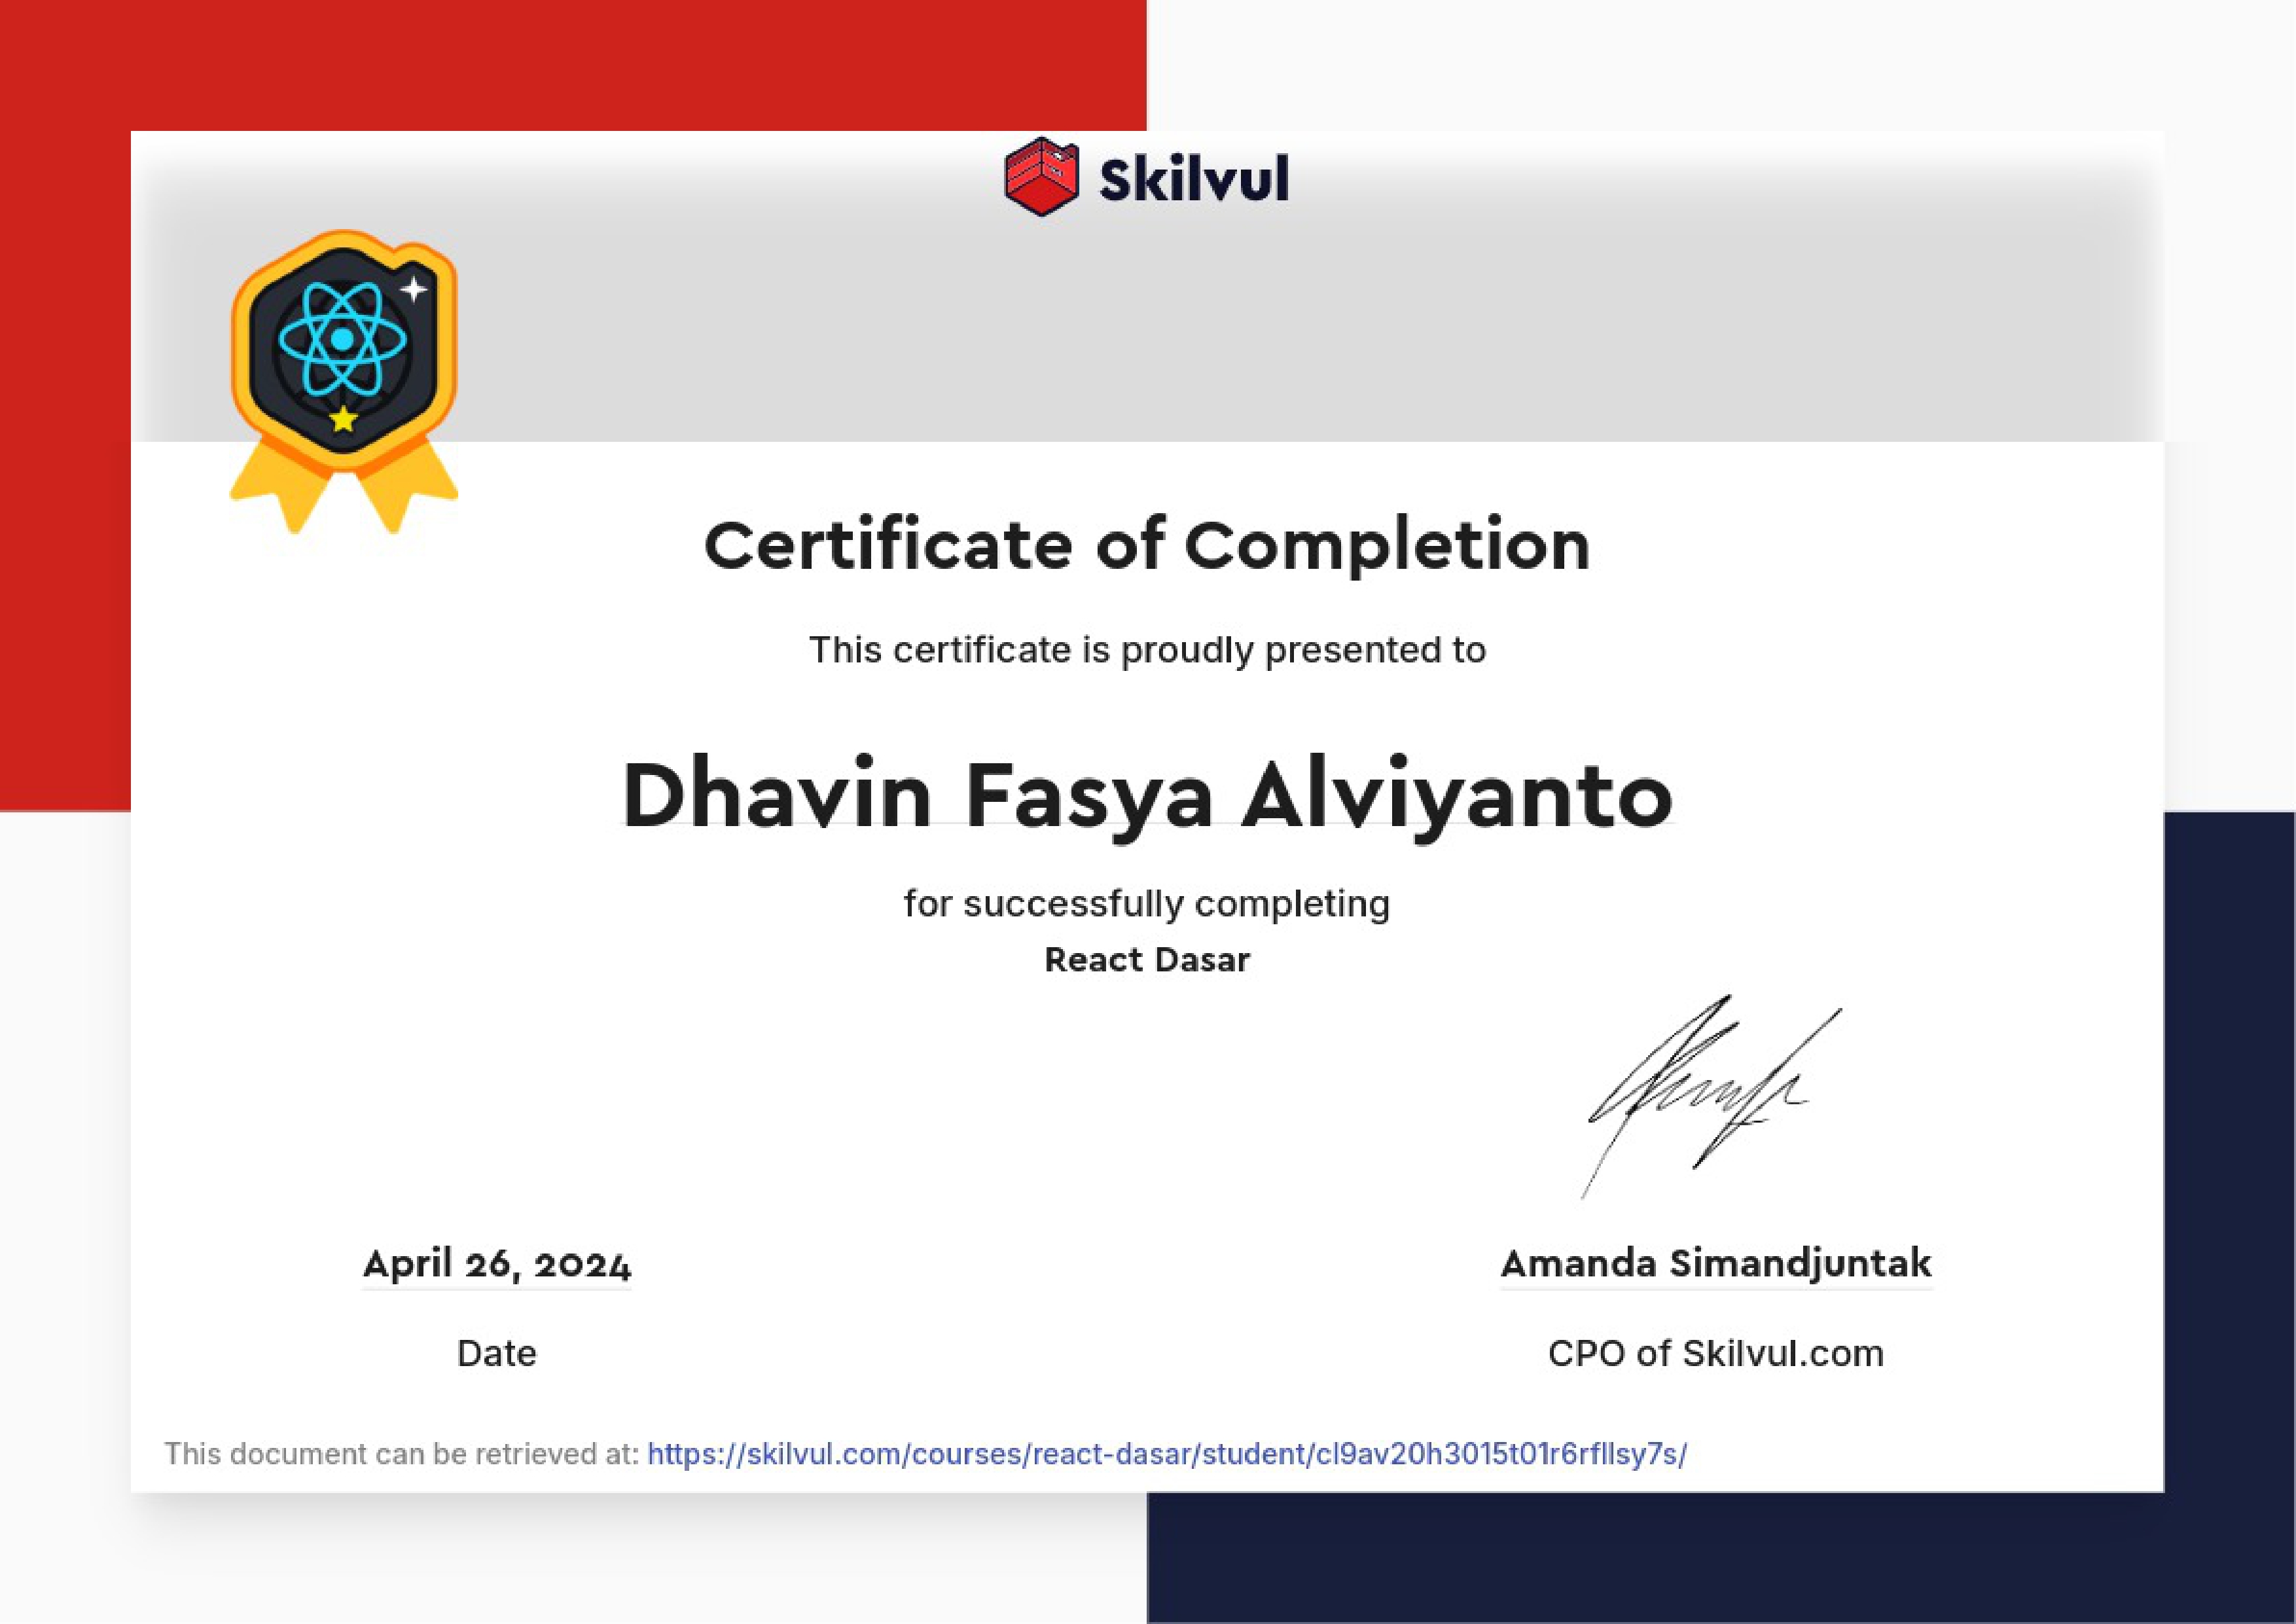 Skilvul
Certificate of Completion
This certificate is proudly presented to
Dhavin Fasya Alviyanto
for successfully completing
React Dasar
April 26, 2024
Date
Amanda Simandjuntak
CPO of Skilvul.com
This document can be retrieved at: https://skilvul.com/courses/react-dasar/student/cl9av20h3015t01r6rfllsy7s/